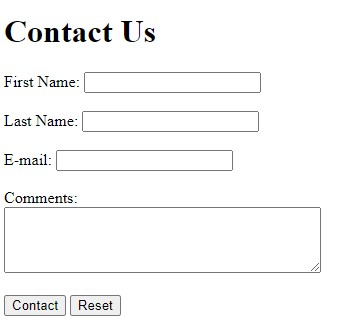 Contact Us
First Name:
Last Name:
E-mail:
Comments:
Contact Reset